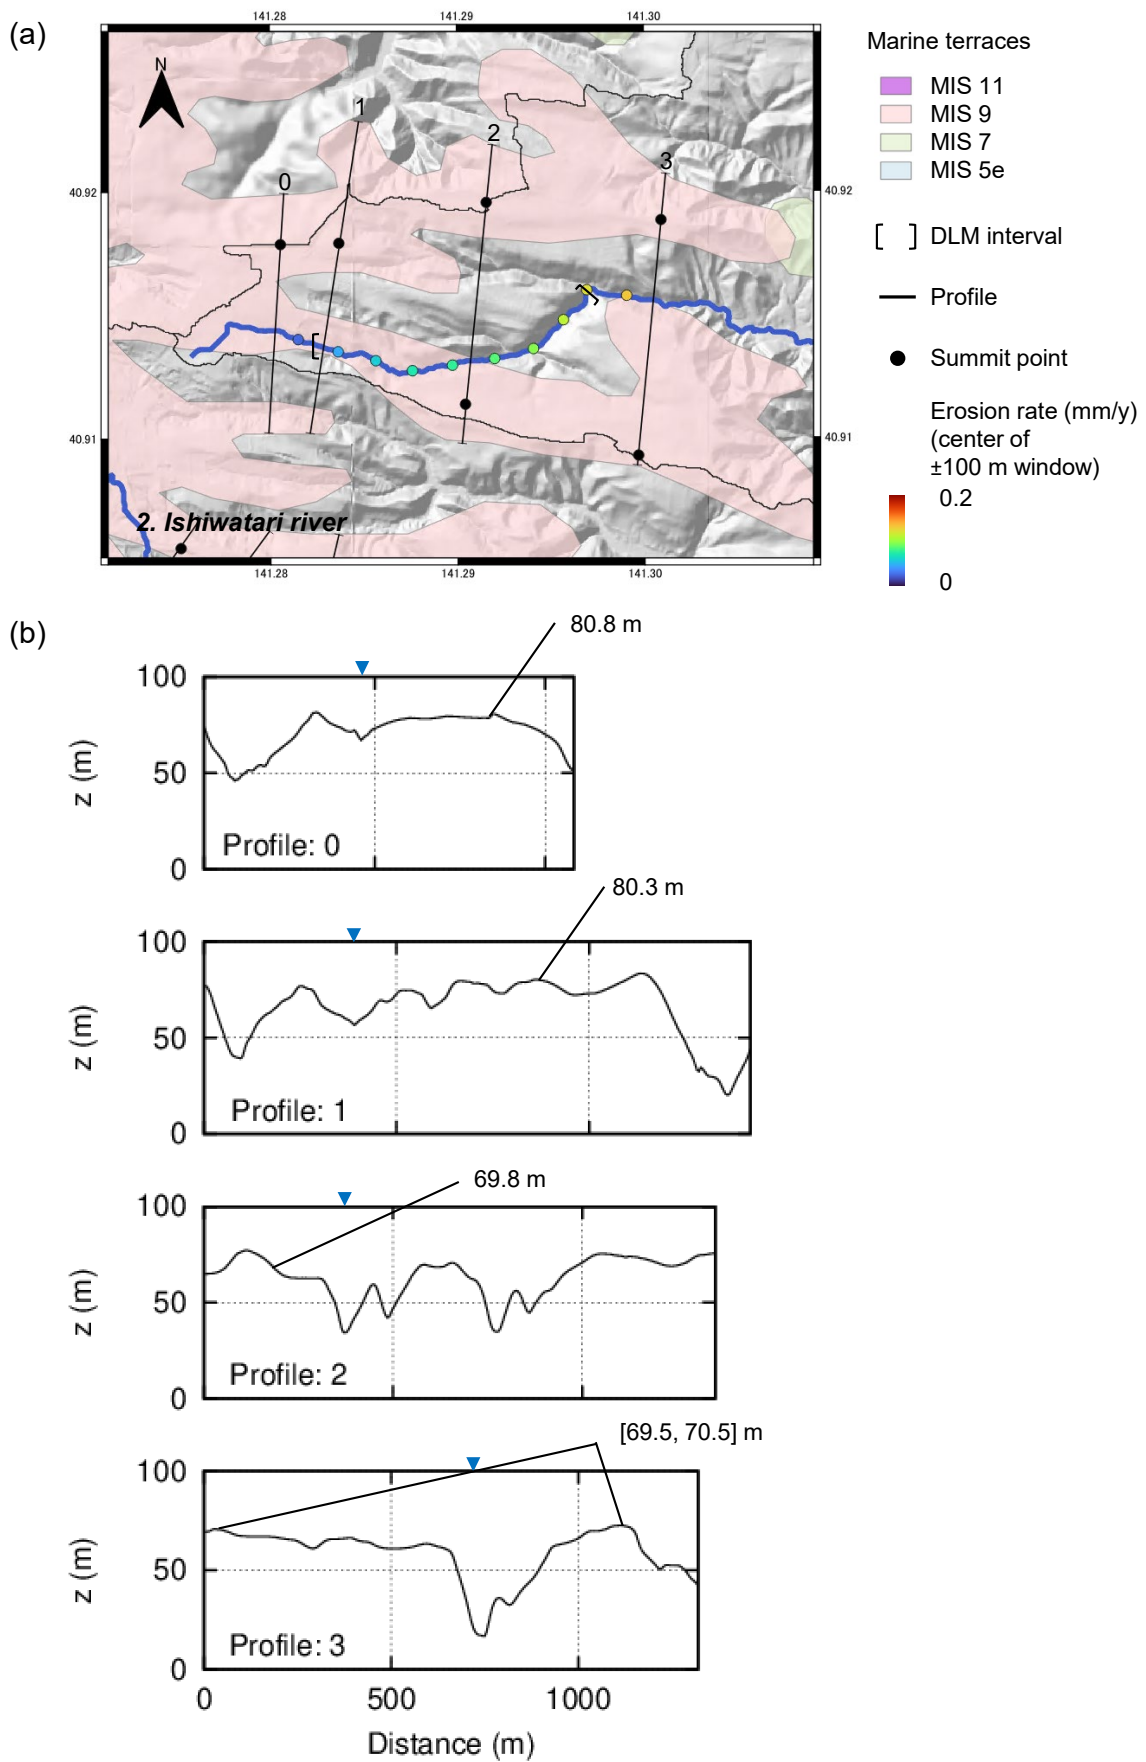 (a)
141.28 141.29 141.30
N
0
1
2
3
40.92 40.92
40.91 40.91
2. Ishiwatari river
141.28 141.29 141.30
Marine terraces
MIS 11
MIS 9
MIS 7
MIS 5e
[ ] DLM interval
Profile
Summit point
Erosion rate (mm/y)
(center of
±100 m window)
0.2
0
(b)
80.8 m
100
50
0
z (m)
Profile: 0
80.3 m
100
50
0
z (m)
Profile: 1
69.8 m
100
50
0
z (m)
Profile: 2
[69.5, 70.5] m
100
50
0
z (m)
Profile: 3
0 500 1000
Distance (m)